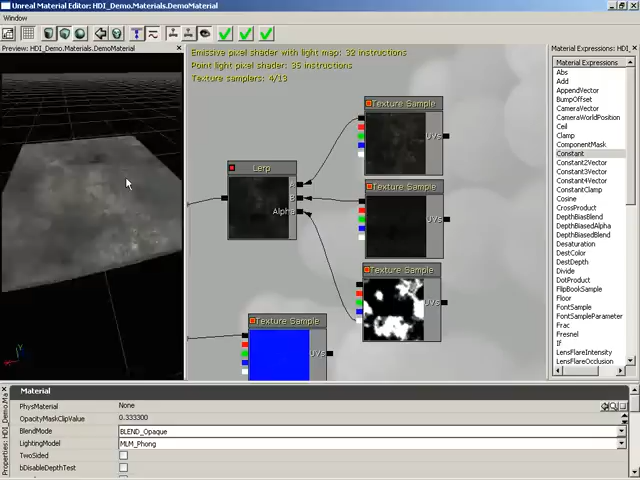 Unreal Material Editor: HDI_Demo.Materials.DemoMaterial
Window
Preview: HDI_Demo.Materials.DemoMaterial
Emissive pixel shader with light map: 32 instructions
Point light pixel shader: 35 instructions
Texture samplers: 4/13
Texture Sample
UVs
Lerp
A
B
Alpha
Texture Sample
UVs
Texture Sample
UVs
Texture Sample
UVs
Material Expressions: HDI_
Material Expressions
Abs
Add
AppendVector
BumpOffset
CameraVector
CameraWorldPosition
Ceil
Clamp
ComponentMask
Constant
Constant2Vector
Constant3Vector
Constant4Vector
ConstantClamp
Cosine
CrossProduct
DepthBiasBlend
DepthBiasedAlpha
DepthBiasedBlend
Desaturation
DestColor
DestDepth
Divide
DotProduct
FlipBookSample
Floor
FontSample
FontSampleParameter
Frac
Fresnel
If
LensFlareIntensity
LensFlareOcclusion
Properties: HDI_Demo.Ma
Material
PhysMaterial
None
OpacityMaskClipValue
0.333300
BlendMode
BLEND_Opaque
LightingModel
MLM_Phong
TwoSided
bDisableDepthTest